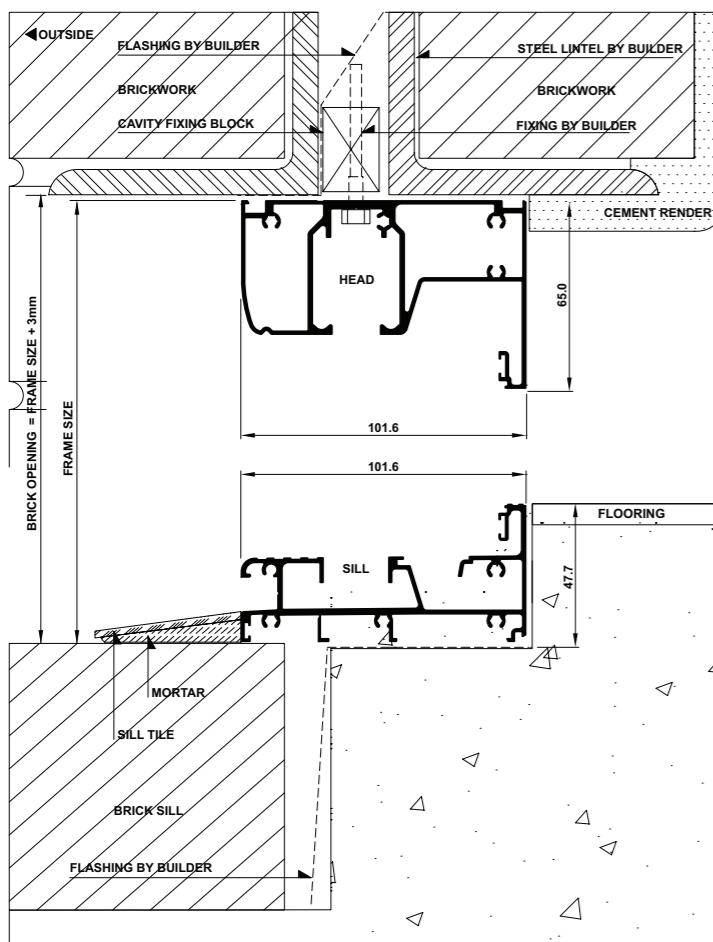 OUTSIDE
FLASHING BY BUILDER
STEEL LINTEL BY BUILDER
BRICKWORK
BRICKWORK
CAVITY FIXING BLOCK
FIXING BY BUILDER
CEMENT RENDER
HEAD
65.0
BRICK OPENING = FRAME SIZE + 3mm
FRAME SIZE
101.6
101.6
FLOORING
SILL
47.7
MORTAR
SILL TILE
BRICK SILL
FLASHING BY BUILDER